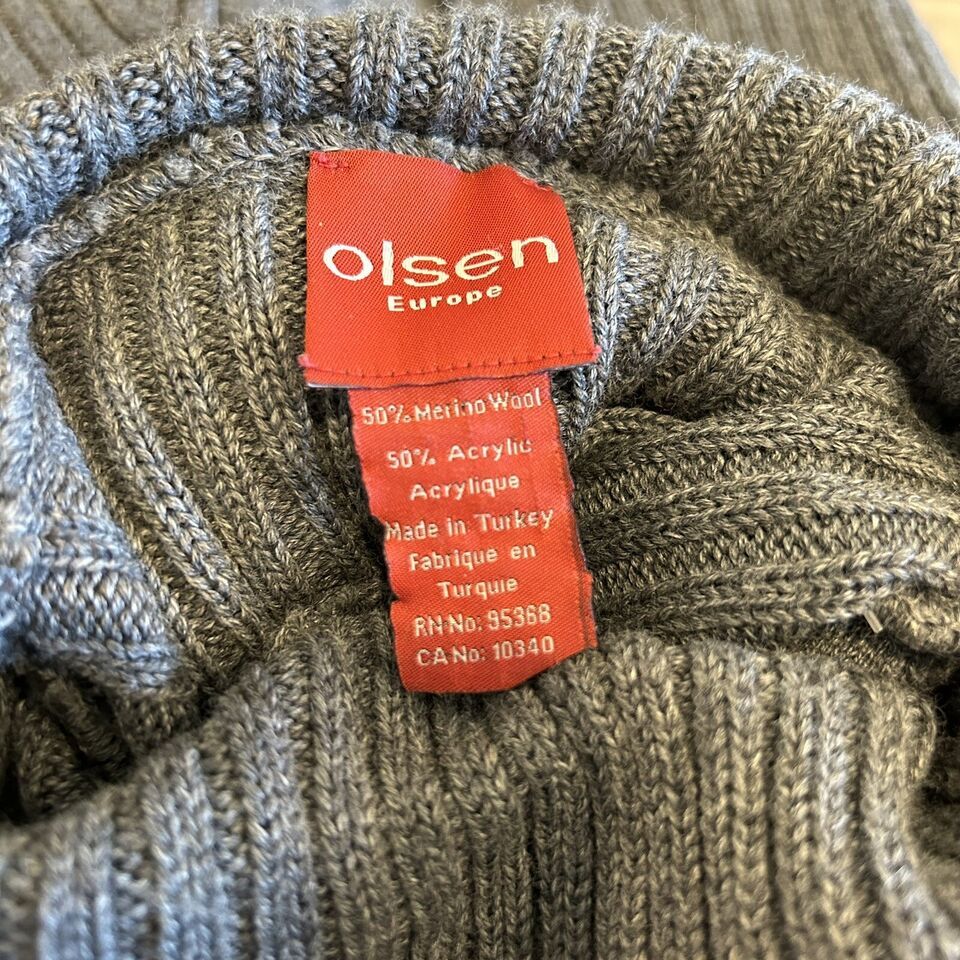 Olsen
Europe
50% Merino Wool
50% Acrylic
Acrylique
Made in Turkey
Fabrique en
Turquie
RN-No: 95368
CA No: 10340